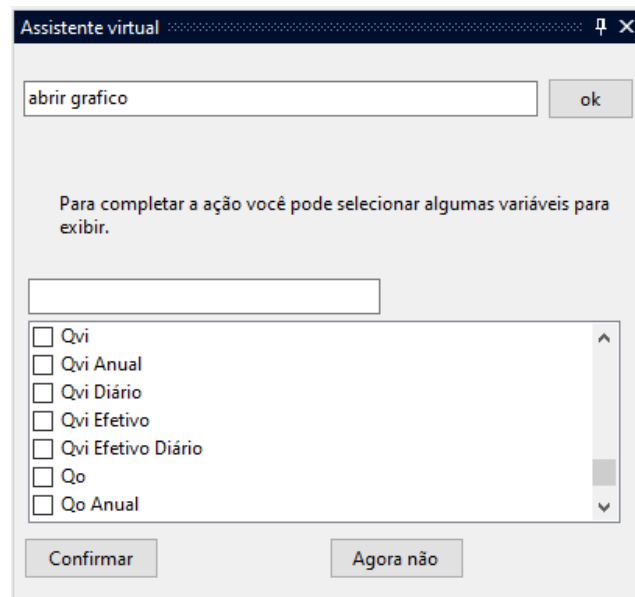 Assistente virtual
abrir grafico
ok
Para completar a ação você pode selecionar algumas variáveis para
exibir.
Qvi
Qvi Anual
Qvi Diário
Qvi Efetivo
Qvi Efetivo Diário
Qo
Qo Anual
Confirmar
Agora não